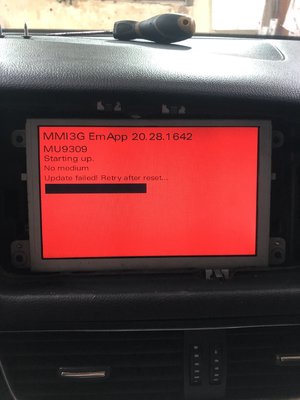 MMI3G EmApp 20.28.1642
MU9309
Starting up.
No medium
Update failed! Retry after reset...